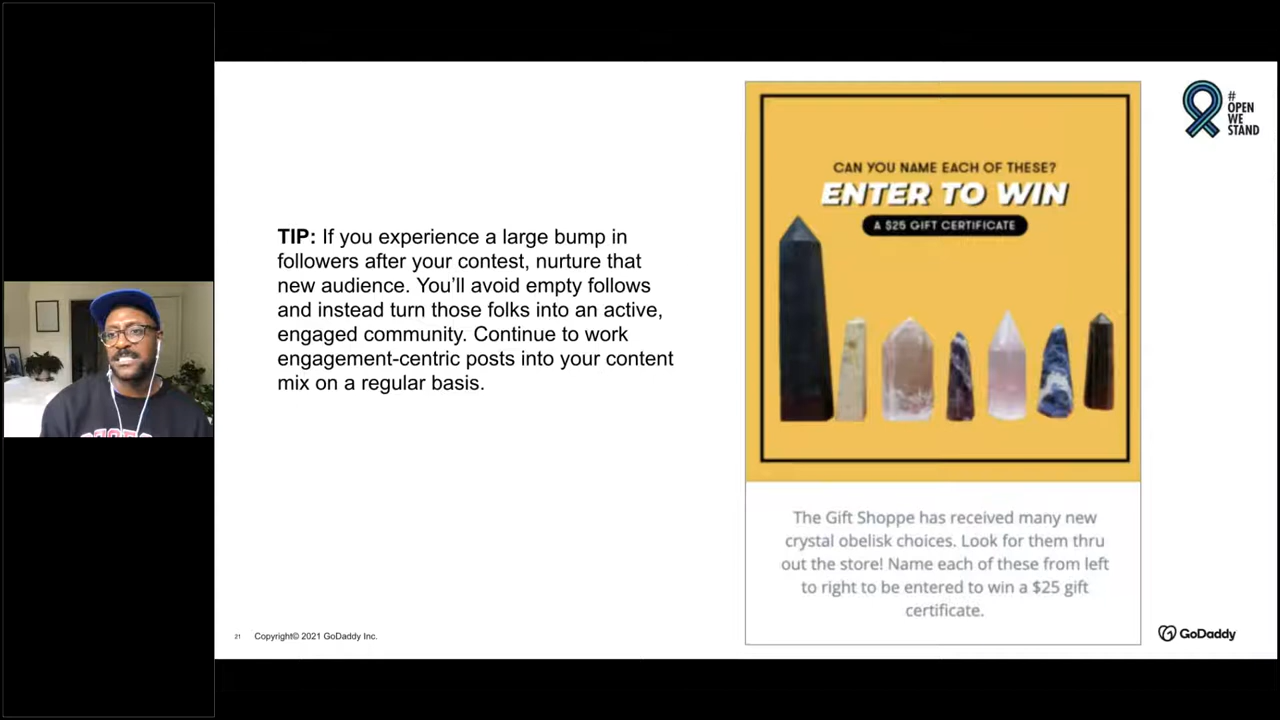 TIP: If you experience a large bump in
followers after your contest, nurture that
new audience. You'll avoid empty follows
and instead turn those folks into an active,
engaged community. Continue to work
engagement-centric posts into your content
mix on a regular basis.
CAN YOU NAME EACH OF THESE?
ENTER TO WIN
A $25 GIFT CERTIFICATE
The Gift Shoppe has received many new
crystal obelisk choices. Look for them thru
out the store! Name each of these from left
to right to be entered to win a $25 gift
certificate.
#
OPEN
WE
STAND
21
Copyright© 2021 GoDaddy Inc.
GoDaddy